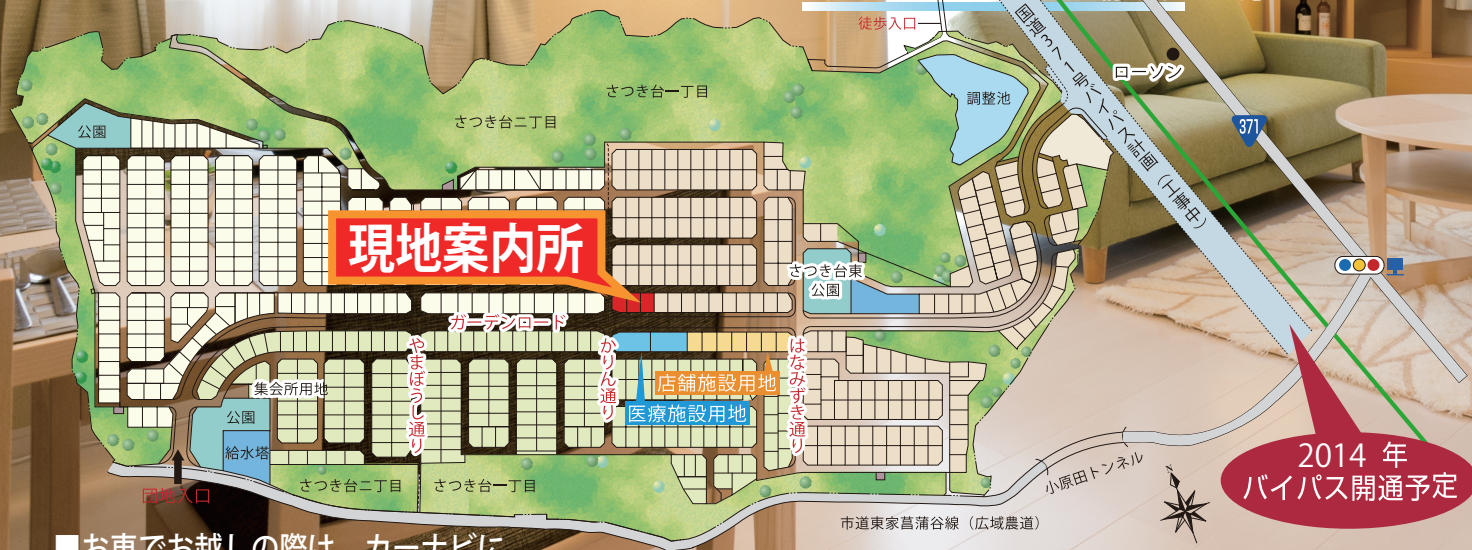 徒歩入口
国道371号バイパス計画（工事中）
ローソン
371
さつき台一丁目
さつき台二丁目
調整池
公園
現地案内所
さつき台東
公園
ガーデンロード
やまぼうし通り
かりん通り
はなみずき通り
店舗施設用地
医療施設用地
集会所用地
公園
給水塔
団地入口
さつき台二丁目
さつき台一丁目
小原田トンネル
市道東家菖蒲谷線（広域農道）
N
2014 年
バイパス開通予定
■お車でお越しの際は、カーナビに